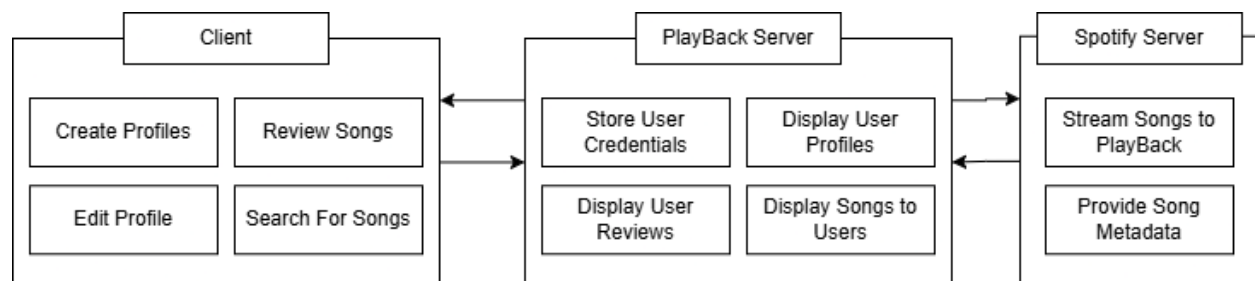 Client
PlayBack Server
Spotify Server
Create Profiles
Review Songs
Edit Profile
Search For Songs
Store User
Credentials
Display User
Profiles
Display User
Reviews
Display Songs to
Users
Stream Songs to
PlayBack
Provide Song
Metadata